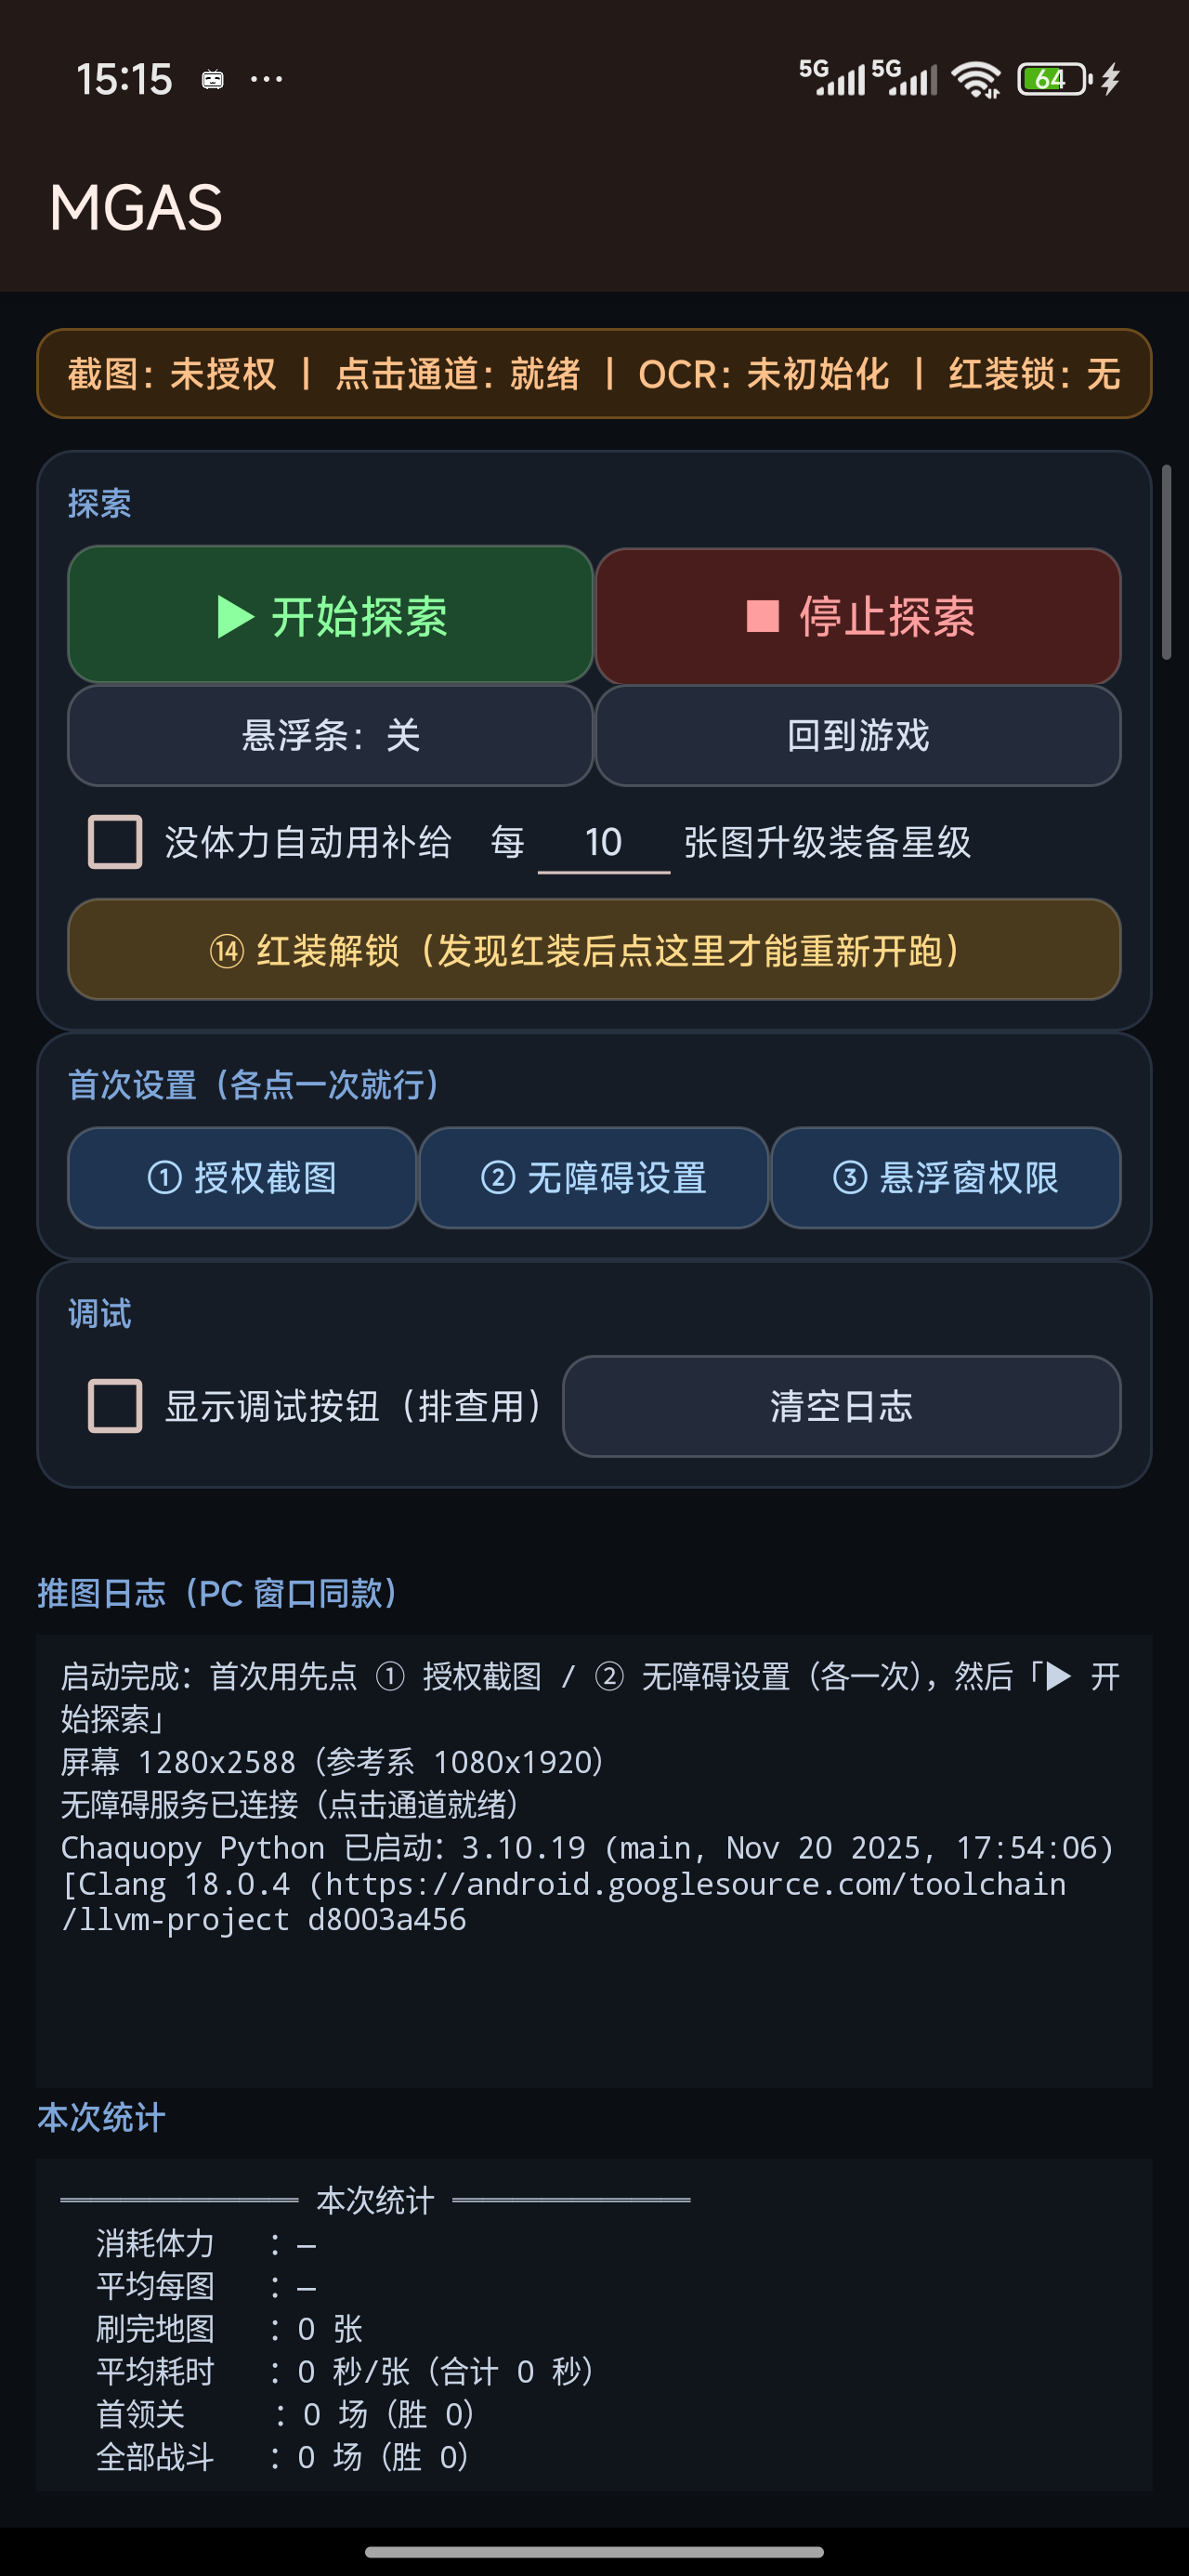 15:15 ...
5G 5G 64
MGAS
截图：未授权 | 点击通道：就绪 | OCR：未初始化 | 红装锁：无
探索
▶ 开始探索
■ 停止探索
悬浮条：关
回到游戏
没体力自动用补给 每 10 张图升级装备星级
⑭ 红装解锁（发现红装后点这里才能重新开跑）
首次设置（各点一次就行）
① 授权截图
② 无障碍设置
③ 悬浮窗权限
调试
显示调试按钮（排查用）
清空日志
推图日志（PC 窗口同款）
启动完成：首次用先点 ① 授权截图 / ② 无障碍设置（各一次），然后「▶ 开
始探索」
屏幕 1280x2588（参考系 1080x1920）
无障碍服务已连接（点击通道就绪）
Chaquopy Python 已启动：3.10.19 (main, Nov 20 2025, 17:54:06)
[Clang 18.0.4 (https://android.googlesource.com/toolchain
/llvm-project d8003a456
本次统计
════════ 本次统计 ════════
消耗体力 ：—
平均每图 ：—
刷完地图 ：0 张
平均耗时 ：0 秒/张（合计 0 秒）
首领关 ：0 场（胜 0）
全部战斗 ：0 场（胜 0）